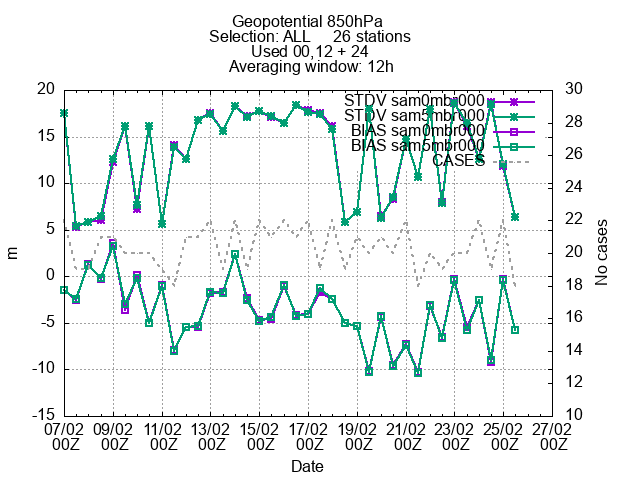 Geopotential 850hPa
Selection: ALL     26 stations
Used 00,12 + 24
Averaging window: 12h
STDV sam0mbr000
STDV sam5mbr000
BIAS sam0mbr000
BIAS sam5mbr000
CASES
20
15
10
5
0
-5
-10
-15
m
30
28
26
24
22
20
18
16
14
12
10
No cases
07/02 09/02 11/02 13/02 15/02 17/02 19/02 21/02 23/02 25/02 27/02
00Z 00Z 00Z 00Z 00Z 00Z 00Z 00Z 00Z 00Z 00Z
Date